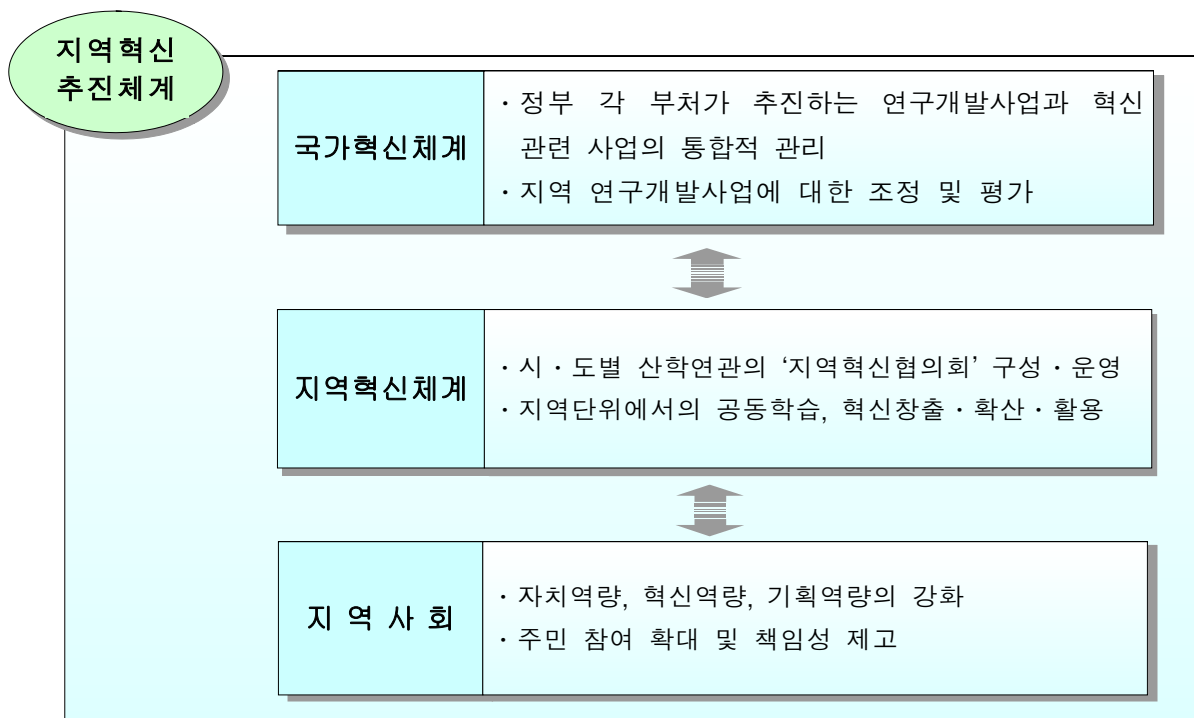 지역혁신
추진체계
국가혁신체계
· 정부 각 부처가 추진하는 연구개발사업과 혁신
관련 사업의 통합적 관리
· 지역 연구개발사업에 대한 조정 및 평가
지역혁신체계
· 시 · 도별 산학연관의 ‘지역혁신협의회’ 구성 · 운영
· 지역단위에서의 공동학습, 혁신창출 · 확산 · 활용
지 역 사 회
· 자치역량, 혁신역량, 기획역량의 강화
· 주민 참여 확대 및 책임성 제고